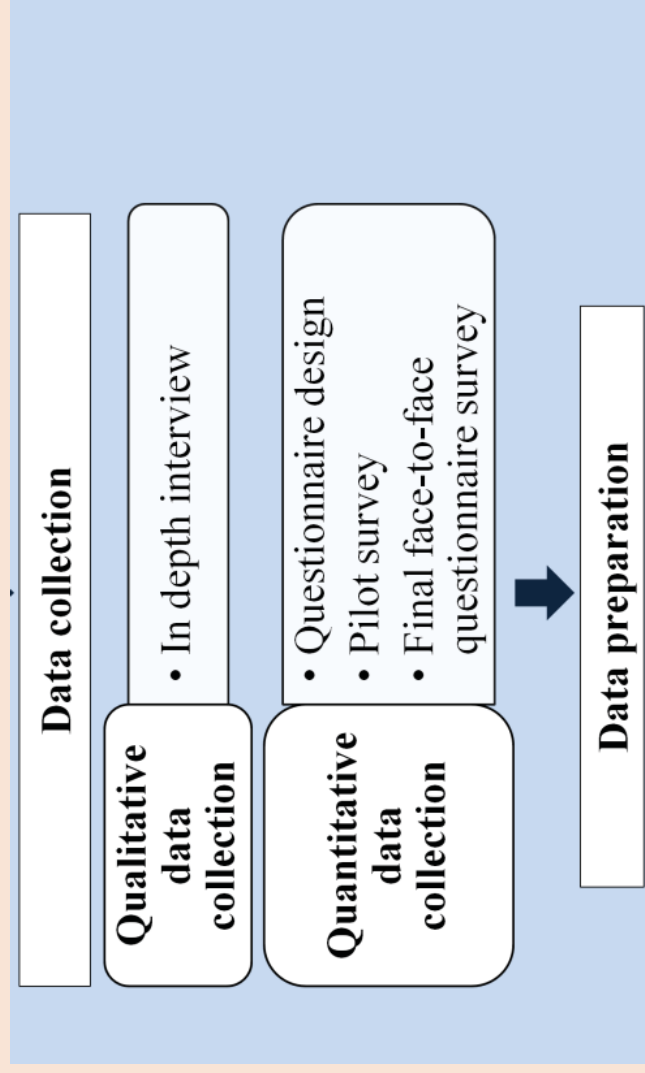 Data collection
Qualitative
data
collection
• In depth interview
Quantitative
data
collection
• Questionnaire design
• Pilot survey
• Final face-to-face
questionnaire survey
Data preparation